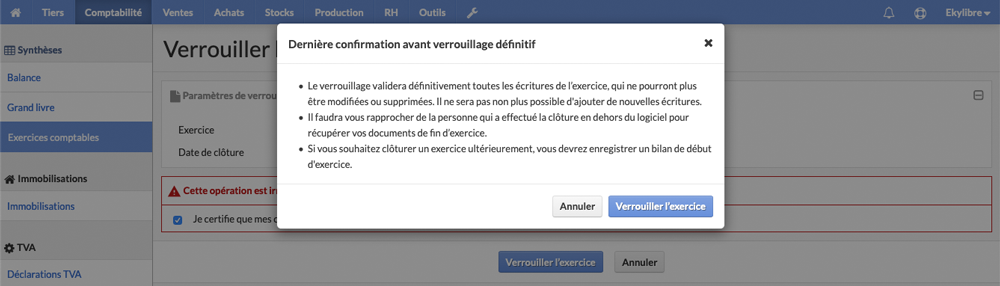 Tiers Comptabilité Ventes Achats Stocks Production RH Outils Ekylibre
Synthèses
Balance
Grand livre
Exercices comptables
Immobilisations
Immobilisations
TVA
Déclarations TVA
Verrouiller l
Paramètres de verrou
Exercice
Date de clôture
Cette opération est irr
Je certifie que mes c
Verrouiller l'exercice Annuler
Dernière confirmation avant verrouillage définitif
Le verrouillage validera définitivement toutes les écritures de l'exercice, qui ne pourront plus
être modifiées ou supprimées. Il ne sera pas non plus possible d'ajouter de nouvelles écritures.
Il faudra vous rapprocher de la personne qui a effectué la clôture en dehors du logiciel pour
récupérer vos documents de fin d'exercice.
Si vous souhaitez clôturer un exercice ultérieurement, vous devrez enregistrer un bilan de début
d'exercice.
Annuler Verrouiller l'exercice